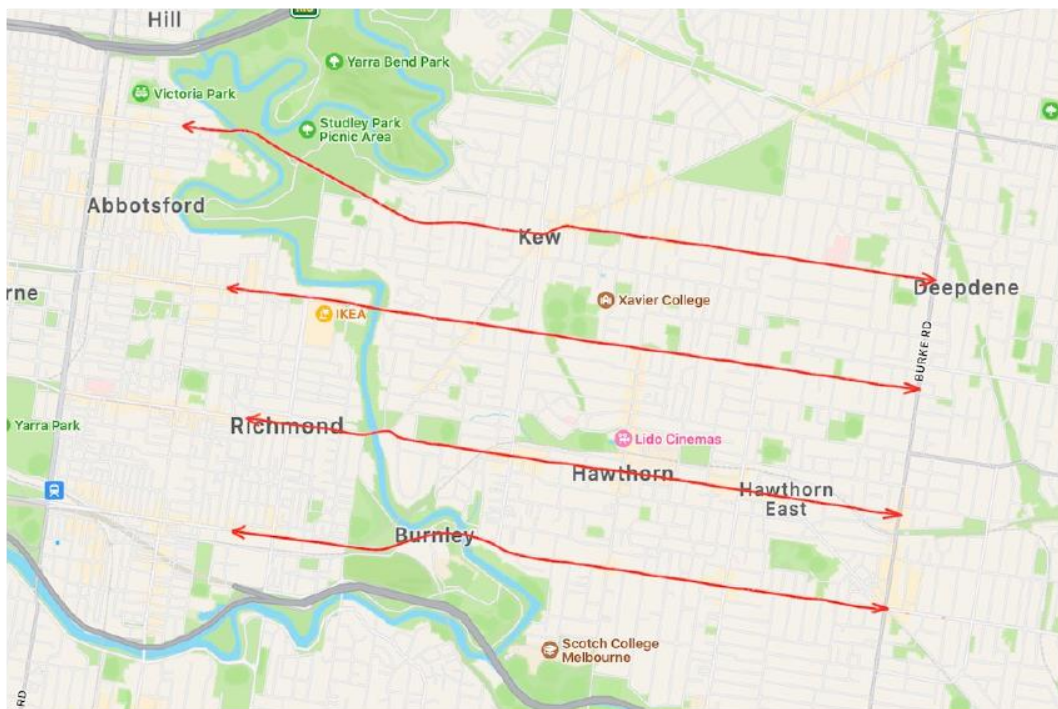 Hill
Yarra Bend Park
Victoria Park
Studley Park
Picnic Area
Abbotsford
Kew
rne
Xavier College
Deepdene
IKEA
BURKE RD
Yarra Park
Richmond
Lido Cinemas
Hawthorn
Hawthorn
East
Burnley
Scotch College
Melbourne
RD